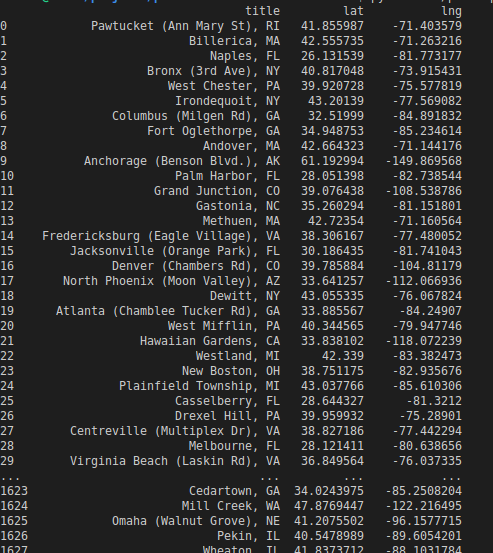 title lat lng
0 Pawtucket (Ann Mary St), RI 41.855987 -71.403579
1 Billerica, MA 42.555735 -71.263216
2 Naples, FL 26.131539 -81.773177
3 Bronx (3rd Ave), NY 40.817048 -73.915431
4 West Chester, PA 39.920728 -75.577819
5 Irondequoit, NY 43.20139 -77.569082
6 Columbus (Milgen Rd), GA 32.51999 -84.891832
7 Fort Oglethorpe, GA 34.948753 -85.234614
8 Andover, MA 42.664323 -71.144176
9 Anchorage (Benson Blvd.), AK 61.192994 -149.869568
10 Palm Harbor, FL 28.051398 -82.738544
11 Grand Junction, CO 39.076438 -108.538786
12 Gastonia, NC 35.260294 -81.151801
13 Methuen, MA 42.72354 -71.160564
14 Fredericksburg (Eagle Village), VA 38.306167 -77.480052
15 Jacksonville (Orange Park), FL 30.186435 -81.741043
16 Denver (Chambers Rd), CO 39.785884 -104.81179
17 North Phoenix (Moon Valley), AZ 33.641257 -112.066936
18 Dewitt, NY 43.055335 -76.067824
19 Atlanta (Chamblee Tucker Rd), GA 33.885567 -84.24907
20 West Mifflin, PA 40.344565 -79.947746
21 Hawaiian Gardens, CA 33.838102 -118.072239
22 Westland, MI 42.339 -83.382473
23 New Boston, OH 38.751175 -82.935676
24 Plainfield Township, MI 43.037766 -85.610306
25 Casselberry, FL 28.644327 -81.3212
26 Drexel Hill, PA 39.959932 -75.28901
27 Centreville (Multiplex Dr), VA 38.827186 -77.442294
28 Melbourne, FL 28.121411 -80.638656
29 Virginia Beach (Laskin Rd), VA 36.849564 -76.037335
... ... ... ...
1623 Cedartown, GA 34.0243975 -85.2508204
1624 Mill Creek, WA 47.8769447 -122.216495
1625 Omaha (Walnut Grove), NE 41.2075502 -96.1577715
1626 Pekin, IL 40.5478989 -89.6054201
1627 Wheaton, IL 41.8373712 -88.1031784